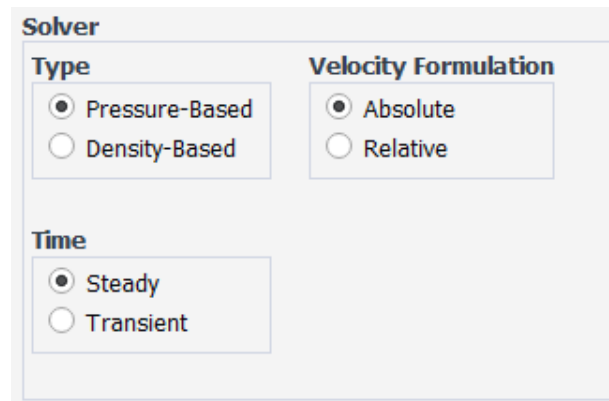 Solver
Type
Pressure-Based
Density-Based
Velocity Formulation
Absolute
Relative
Time
Steady
Transient